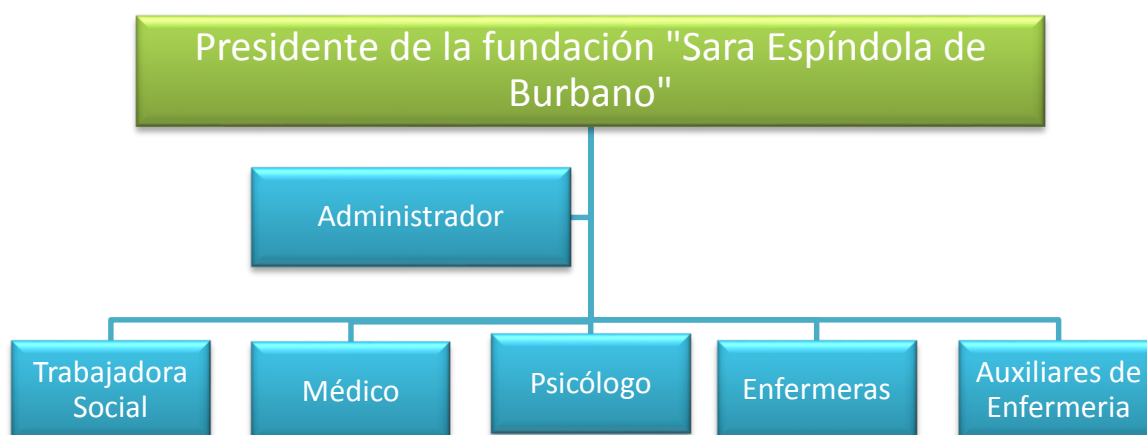 Presidente de la fundación "Sara Espíndola de
Burbano"
Administrador
Trabajadora
Social
Médico
Psicólogo
Enfermeras
Auxiliares de
Enfermeria